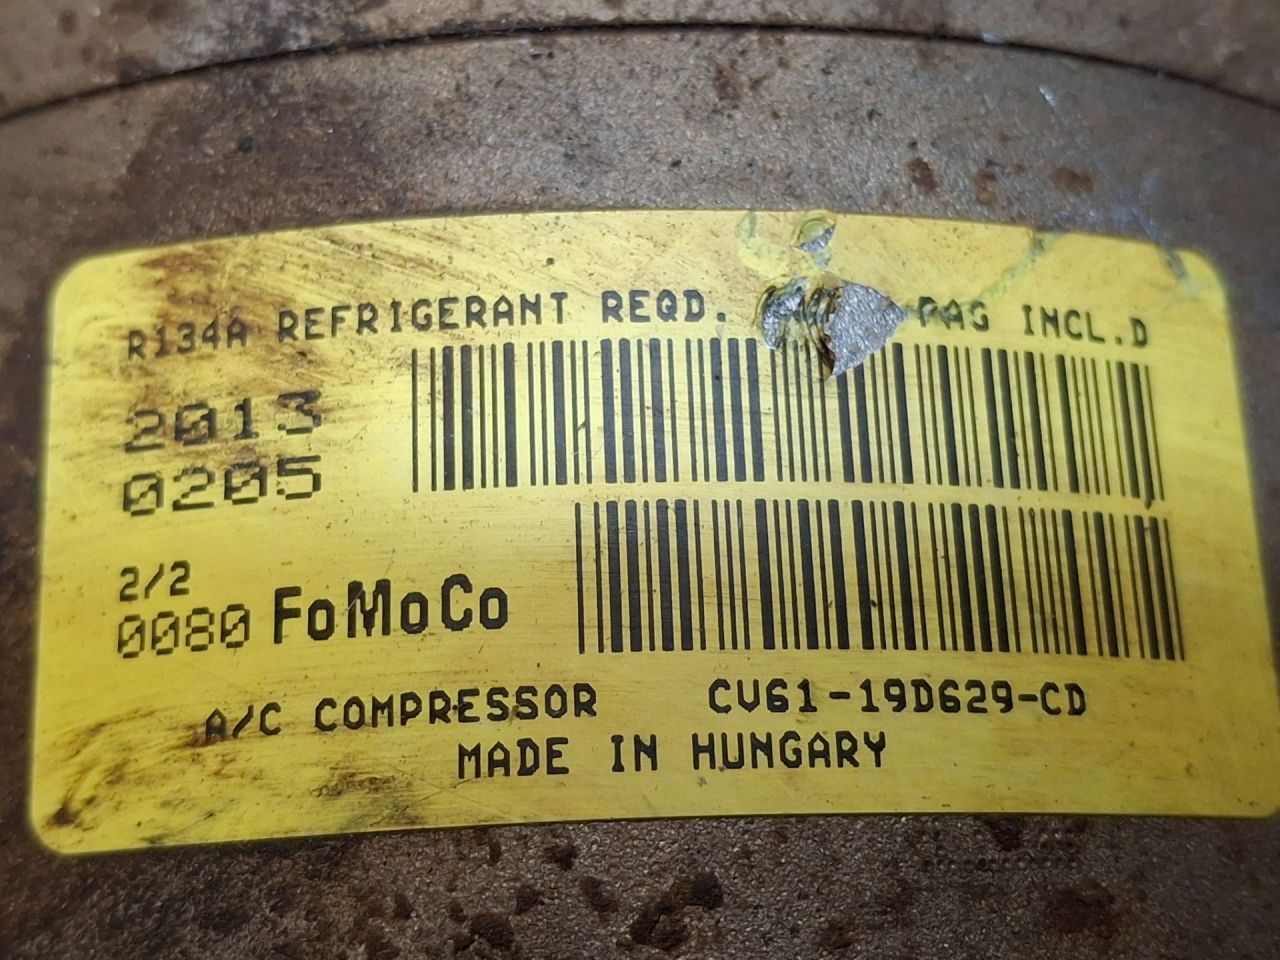 R134A REFRIGERANT REQD. PAG INCL.D
2013
0205
2/2
0080 FoMoCo
A/C COMPRESSOR CV61-19D629-CD
MADE IN HUNGARY